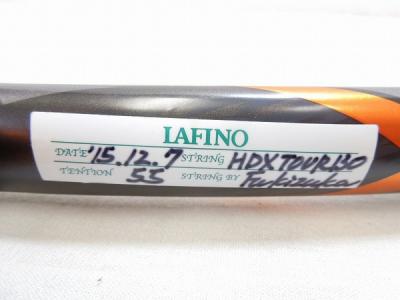 LAFINO
DATE '15.12.7 STRING HDX TOUR 130
TENTION 55 STRING BY Fukizuka